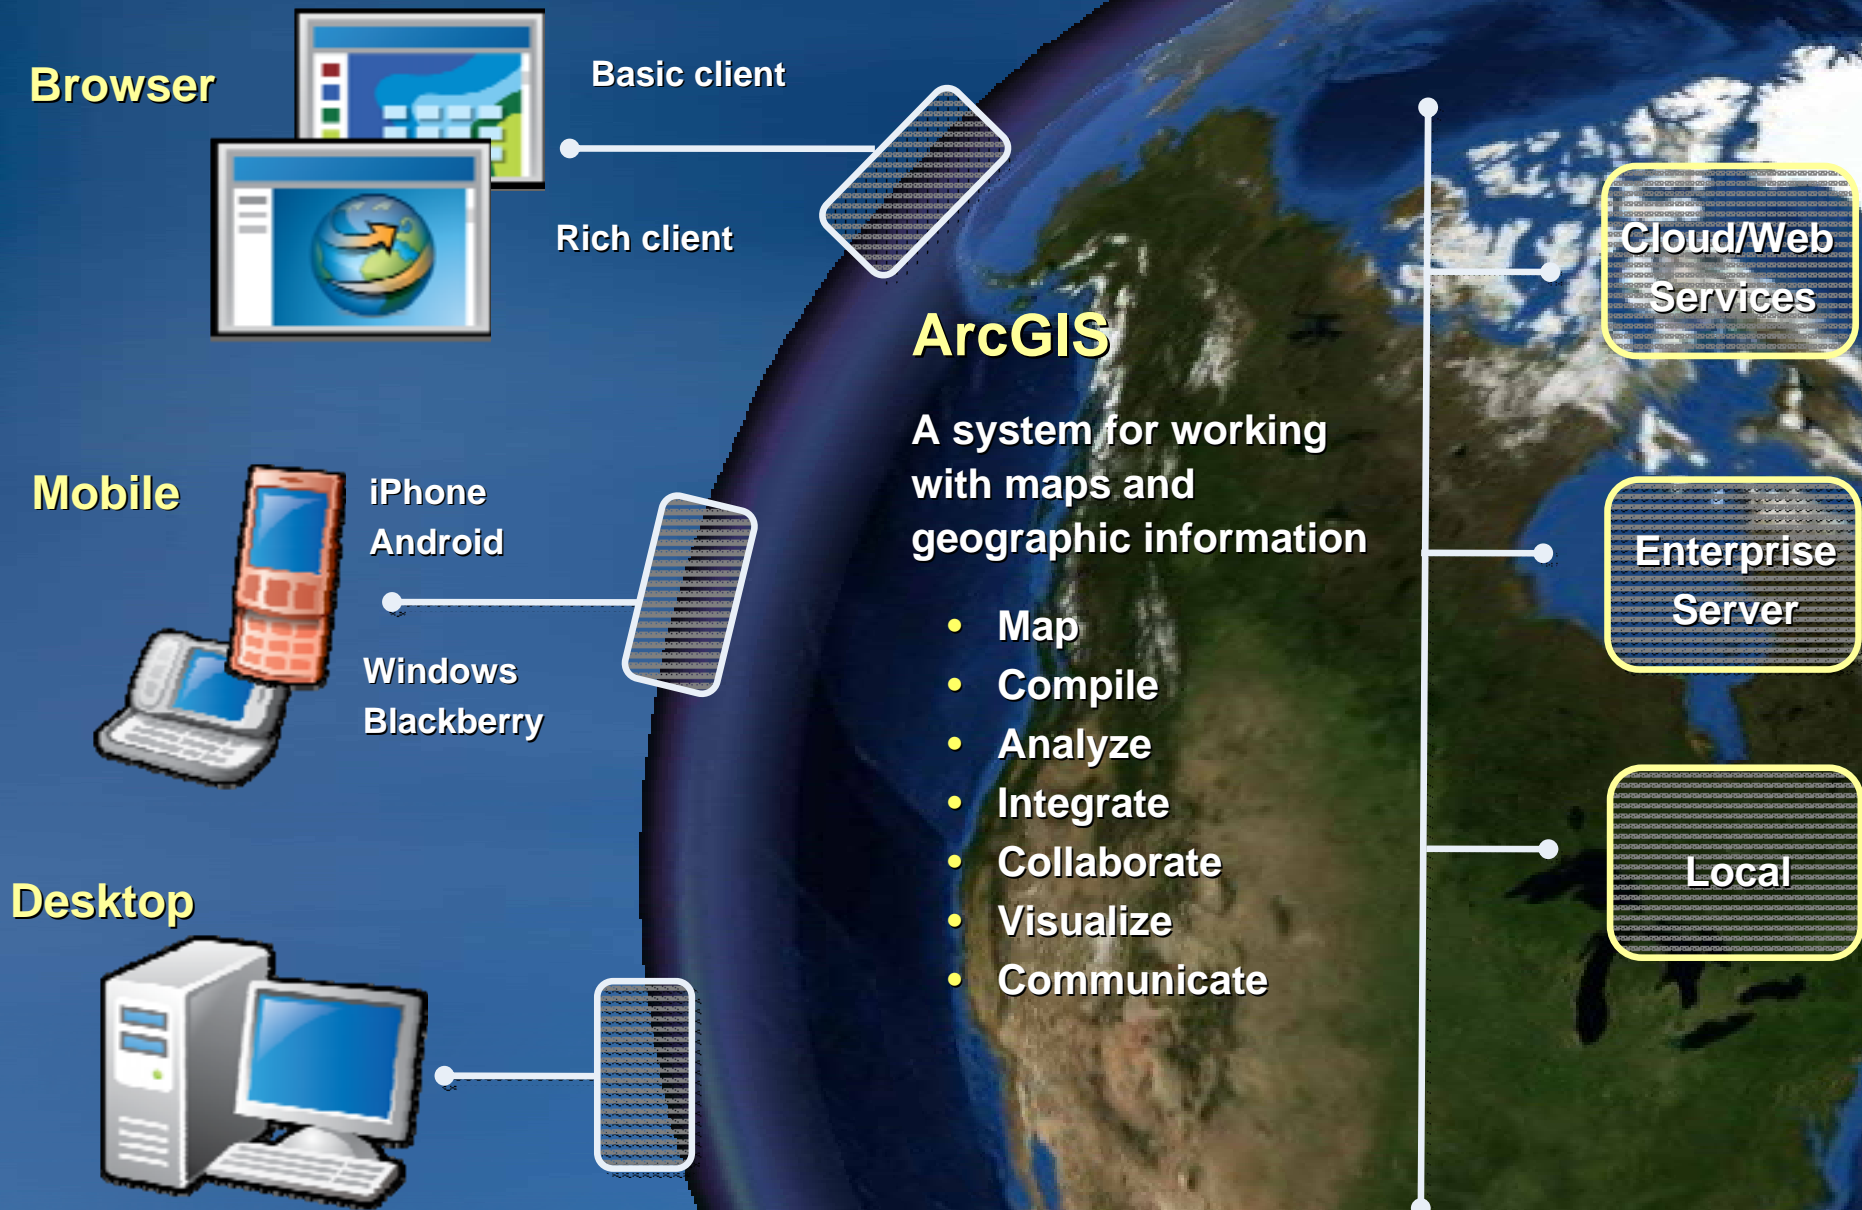 Browser
Basic client
Rich client
Mobile
iPhone
Android
Windows
Blackberry
Desktop
ArcGIS
A system for working
with maps and
geographic information
• Map
• Compile
• Analyze
• Integrate
• Collaborate
• Visualize
• Communicate
Cloud/Web
Services
Enterprise
Server
Local